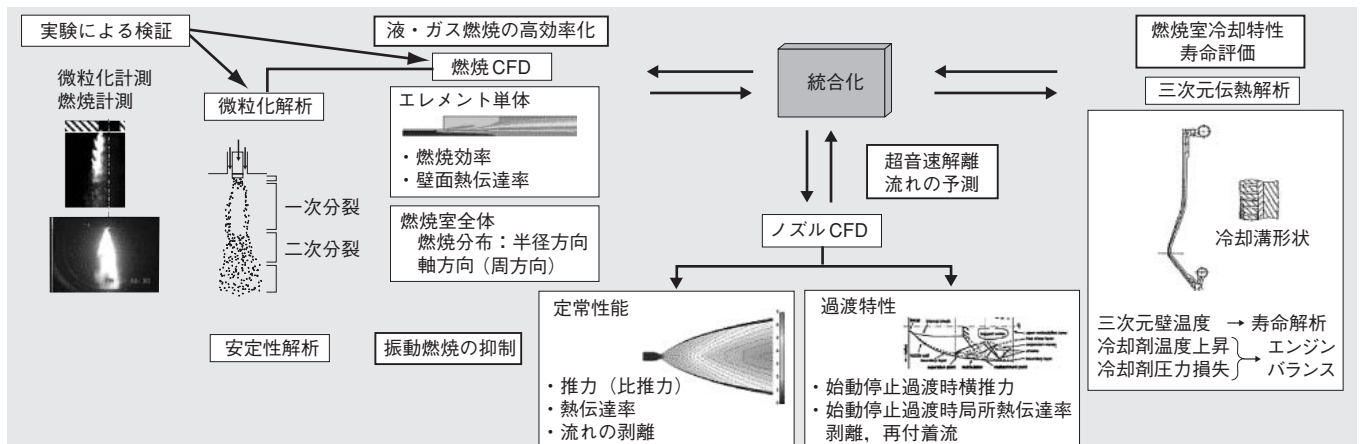 実験による検証
微粒化計測
燃焼計測
微粒化解析
一次分裂
二次分裂
安定性解析
液・ガス燃焼の高効率化
燃焼CFD
エレメント単体
・燃焼効率
・壁面熱伝達率
燃焼室全体
燃焼分布:半径方向
軸方向(周方向)
振動燃焼の抑制
統合化
超音速解離
流れの予測
ノズルCFD
定常性能
・推力(比推力)
・熱伝達率
・流れの剥離
過渡特性
・始動停止過渡時横推力
・始動停止過渡時局所熱伝達率
剥離,再付着流
燃焼室冷却特性
寿命評価
三次元伝熱解析
冷却溝形状
三次元壁温度 → 寿命解析
冷却剤温度上昇 → エンジン
冷却剤圧力損失 バランス